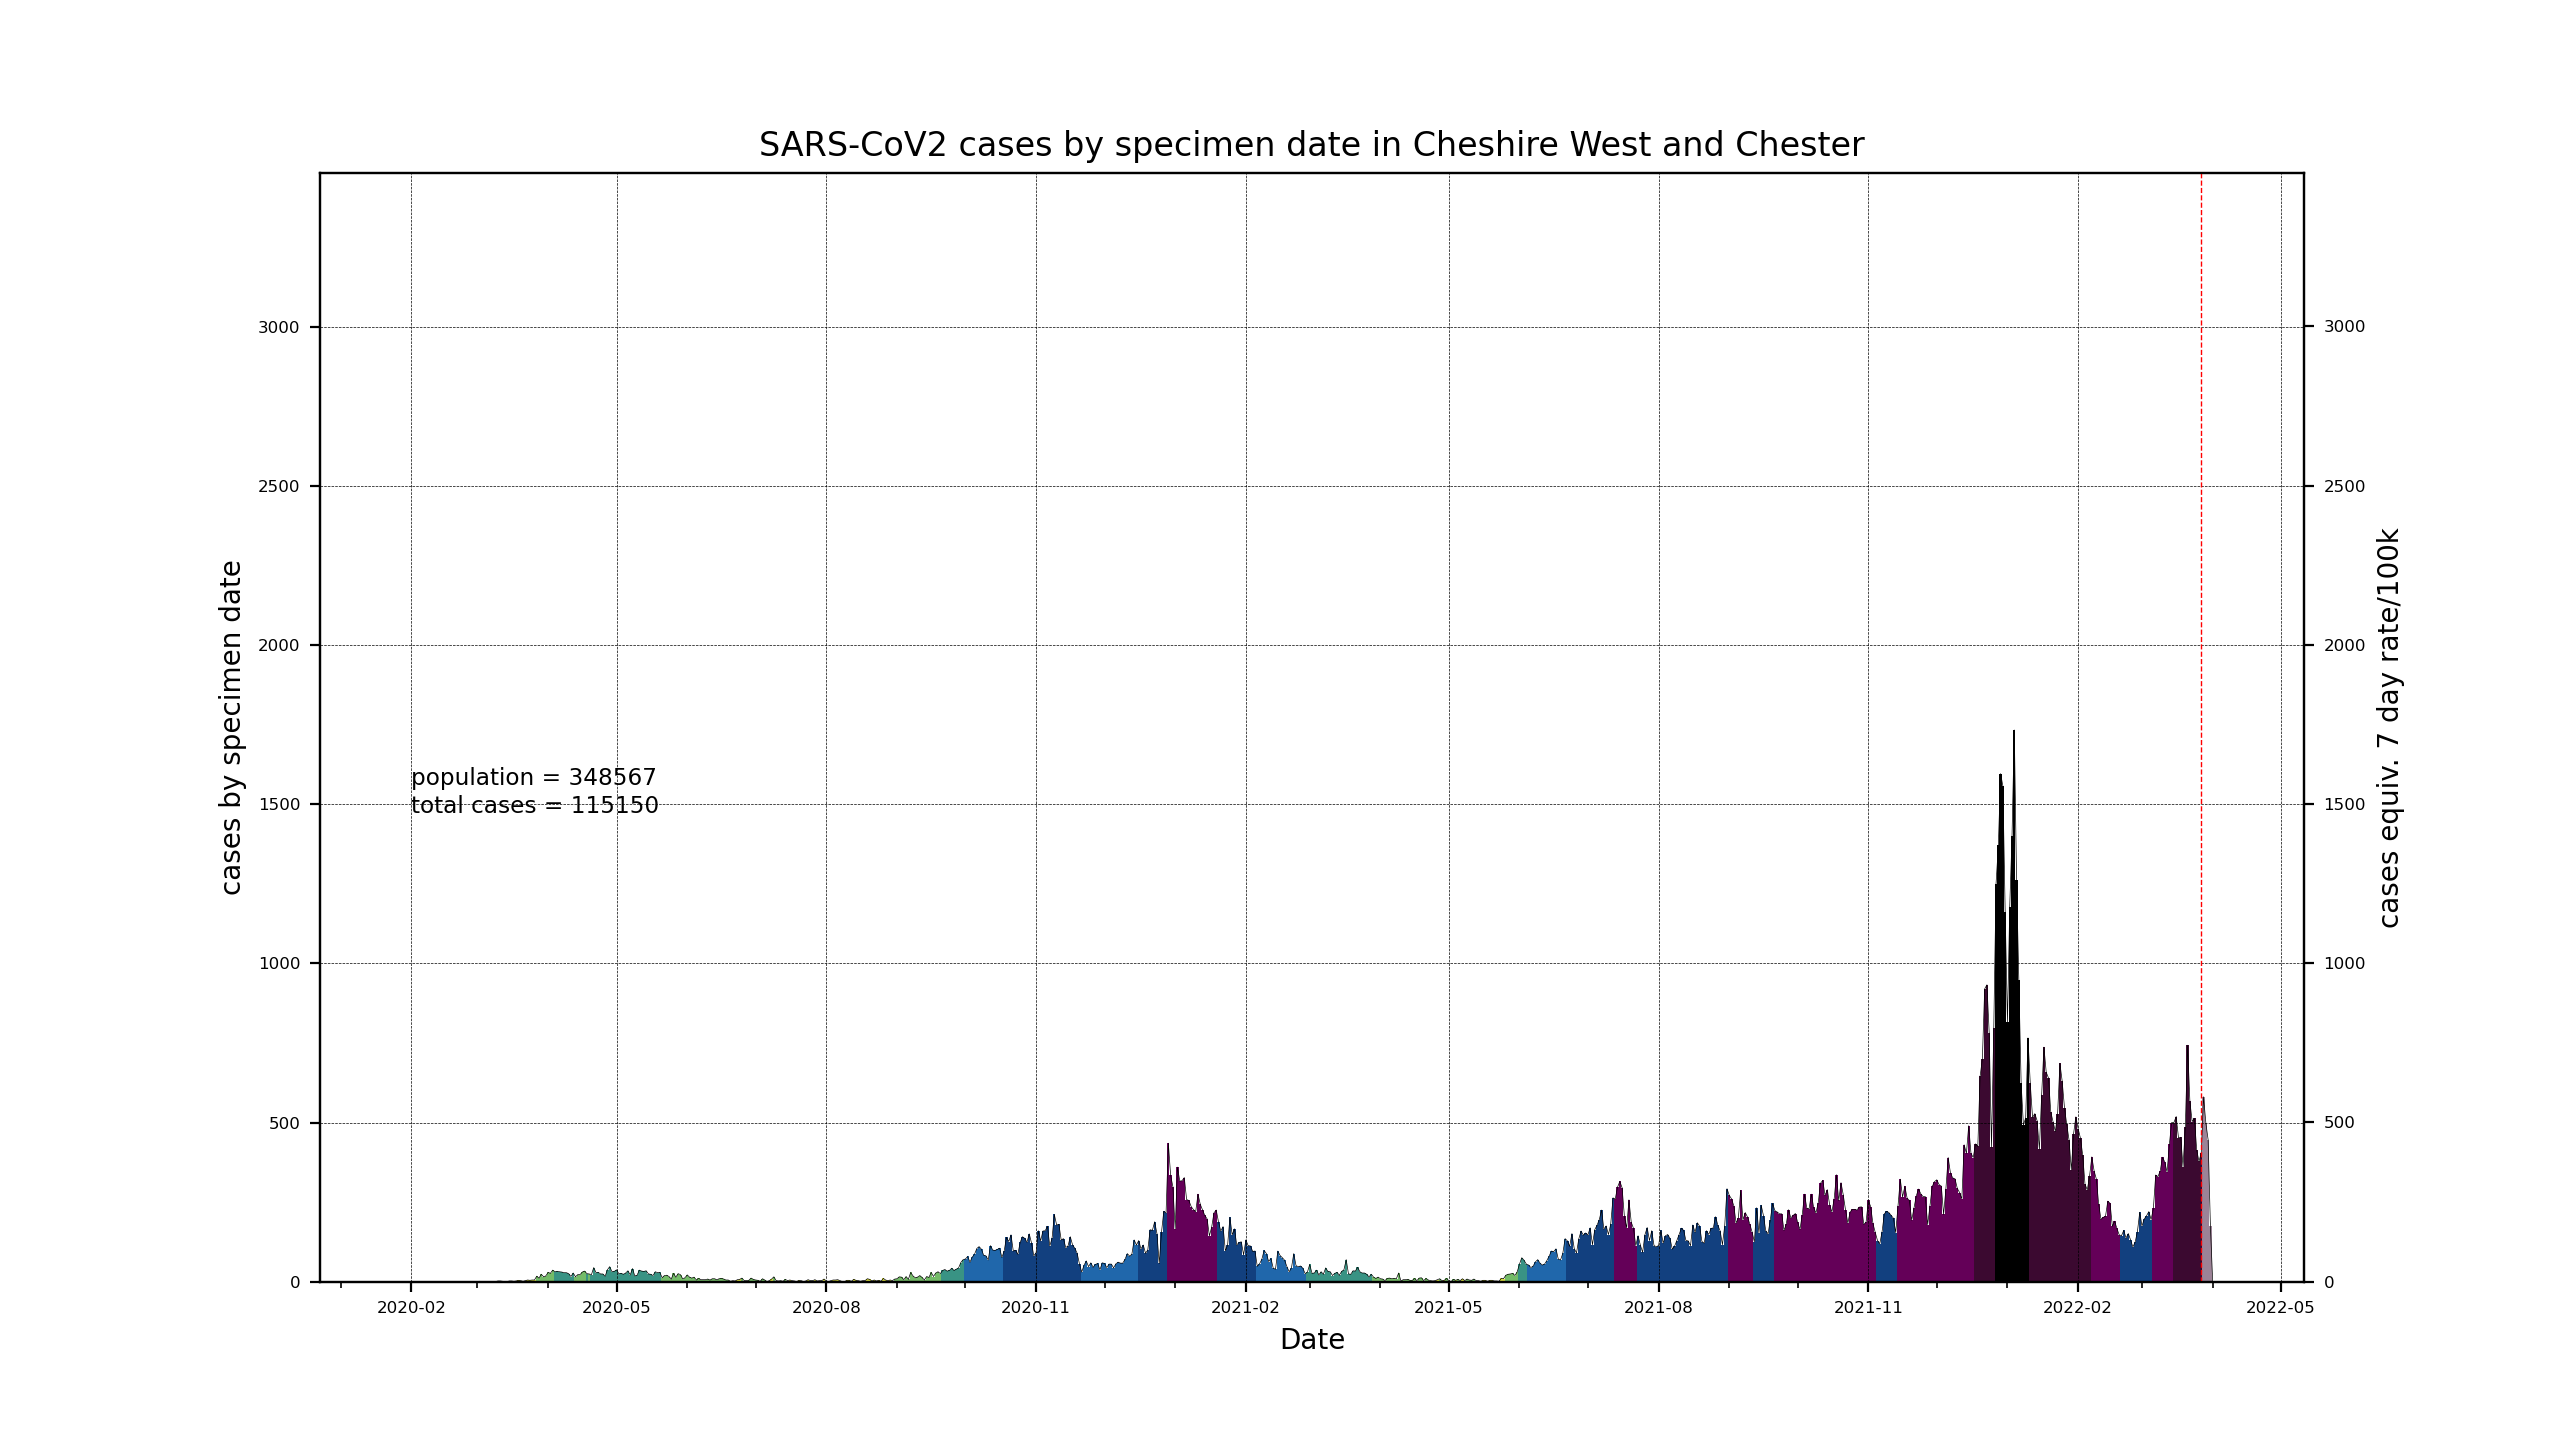 SARS-CoV2 cases by specimen date in Cheshire West and Chester
cases by specimen date
3000
2500
2000
1500
1000
500
0
population = 348567
total cases = 115150
3000
2500
2000
1500
1000
500
0
cases equiv. 7 day rate/100k
2020-02 2020-05 2020-08 2020-11 2021-02 2021-05 2021-08 2021-11 2022-02 2022-05
Date